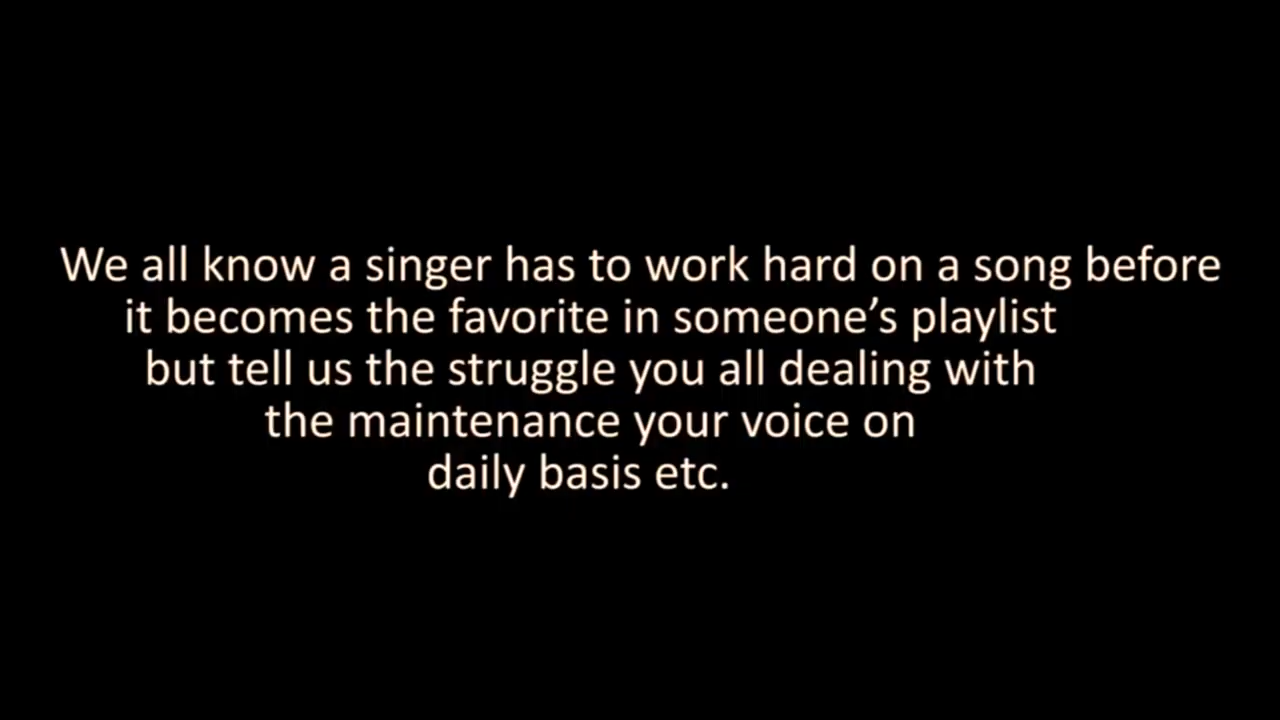 We all know a singer has to work hard on a song before
it becomes the favorite in someone’s playlist
but tell us the struggle you all dealing with
the maintenance your voice on
daily basis etc.